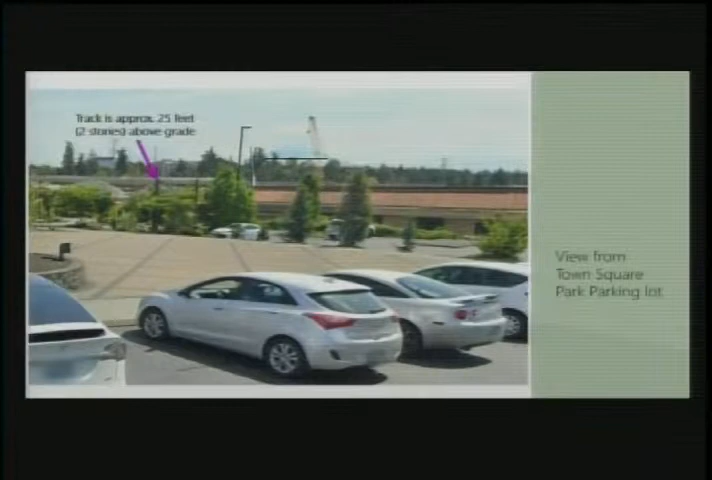 Track is approx. 25 feet
(2 stories) above grade
View from
Town Square
Park Parking lot